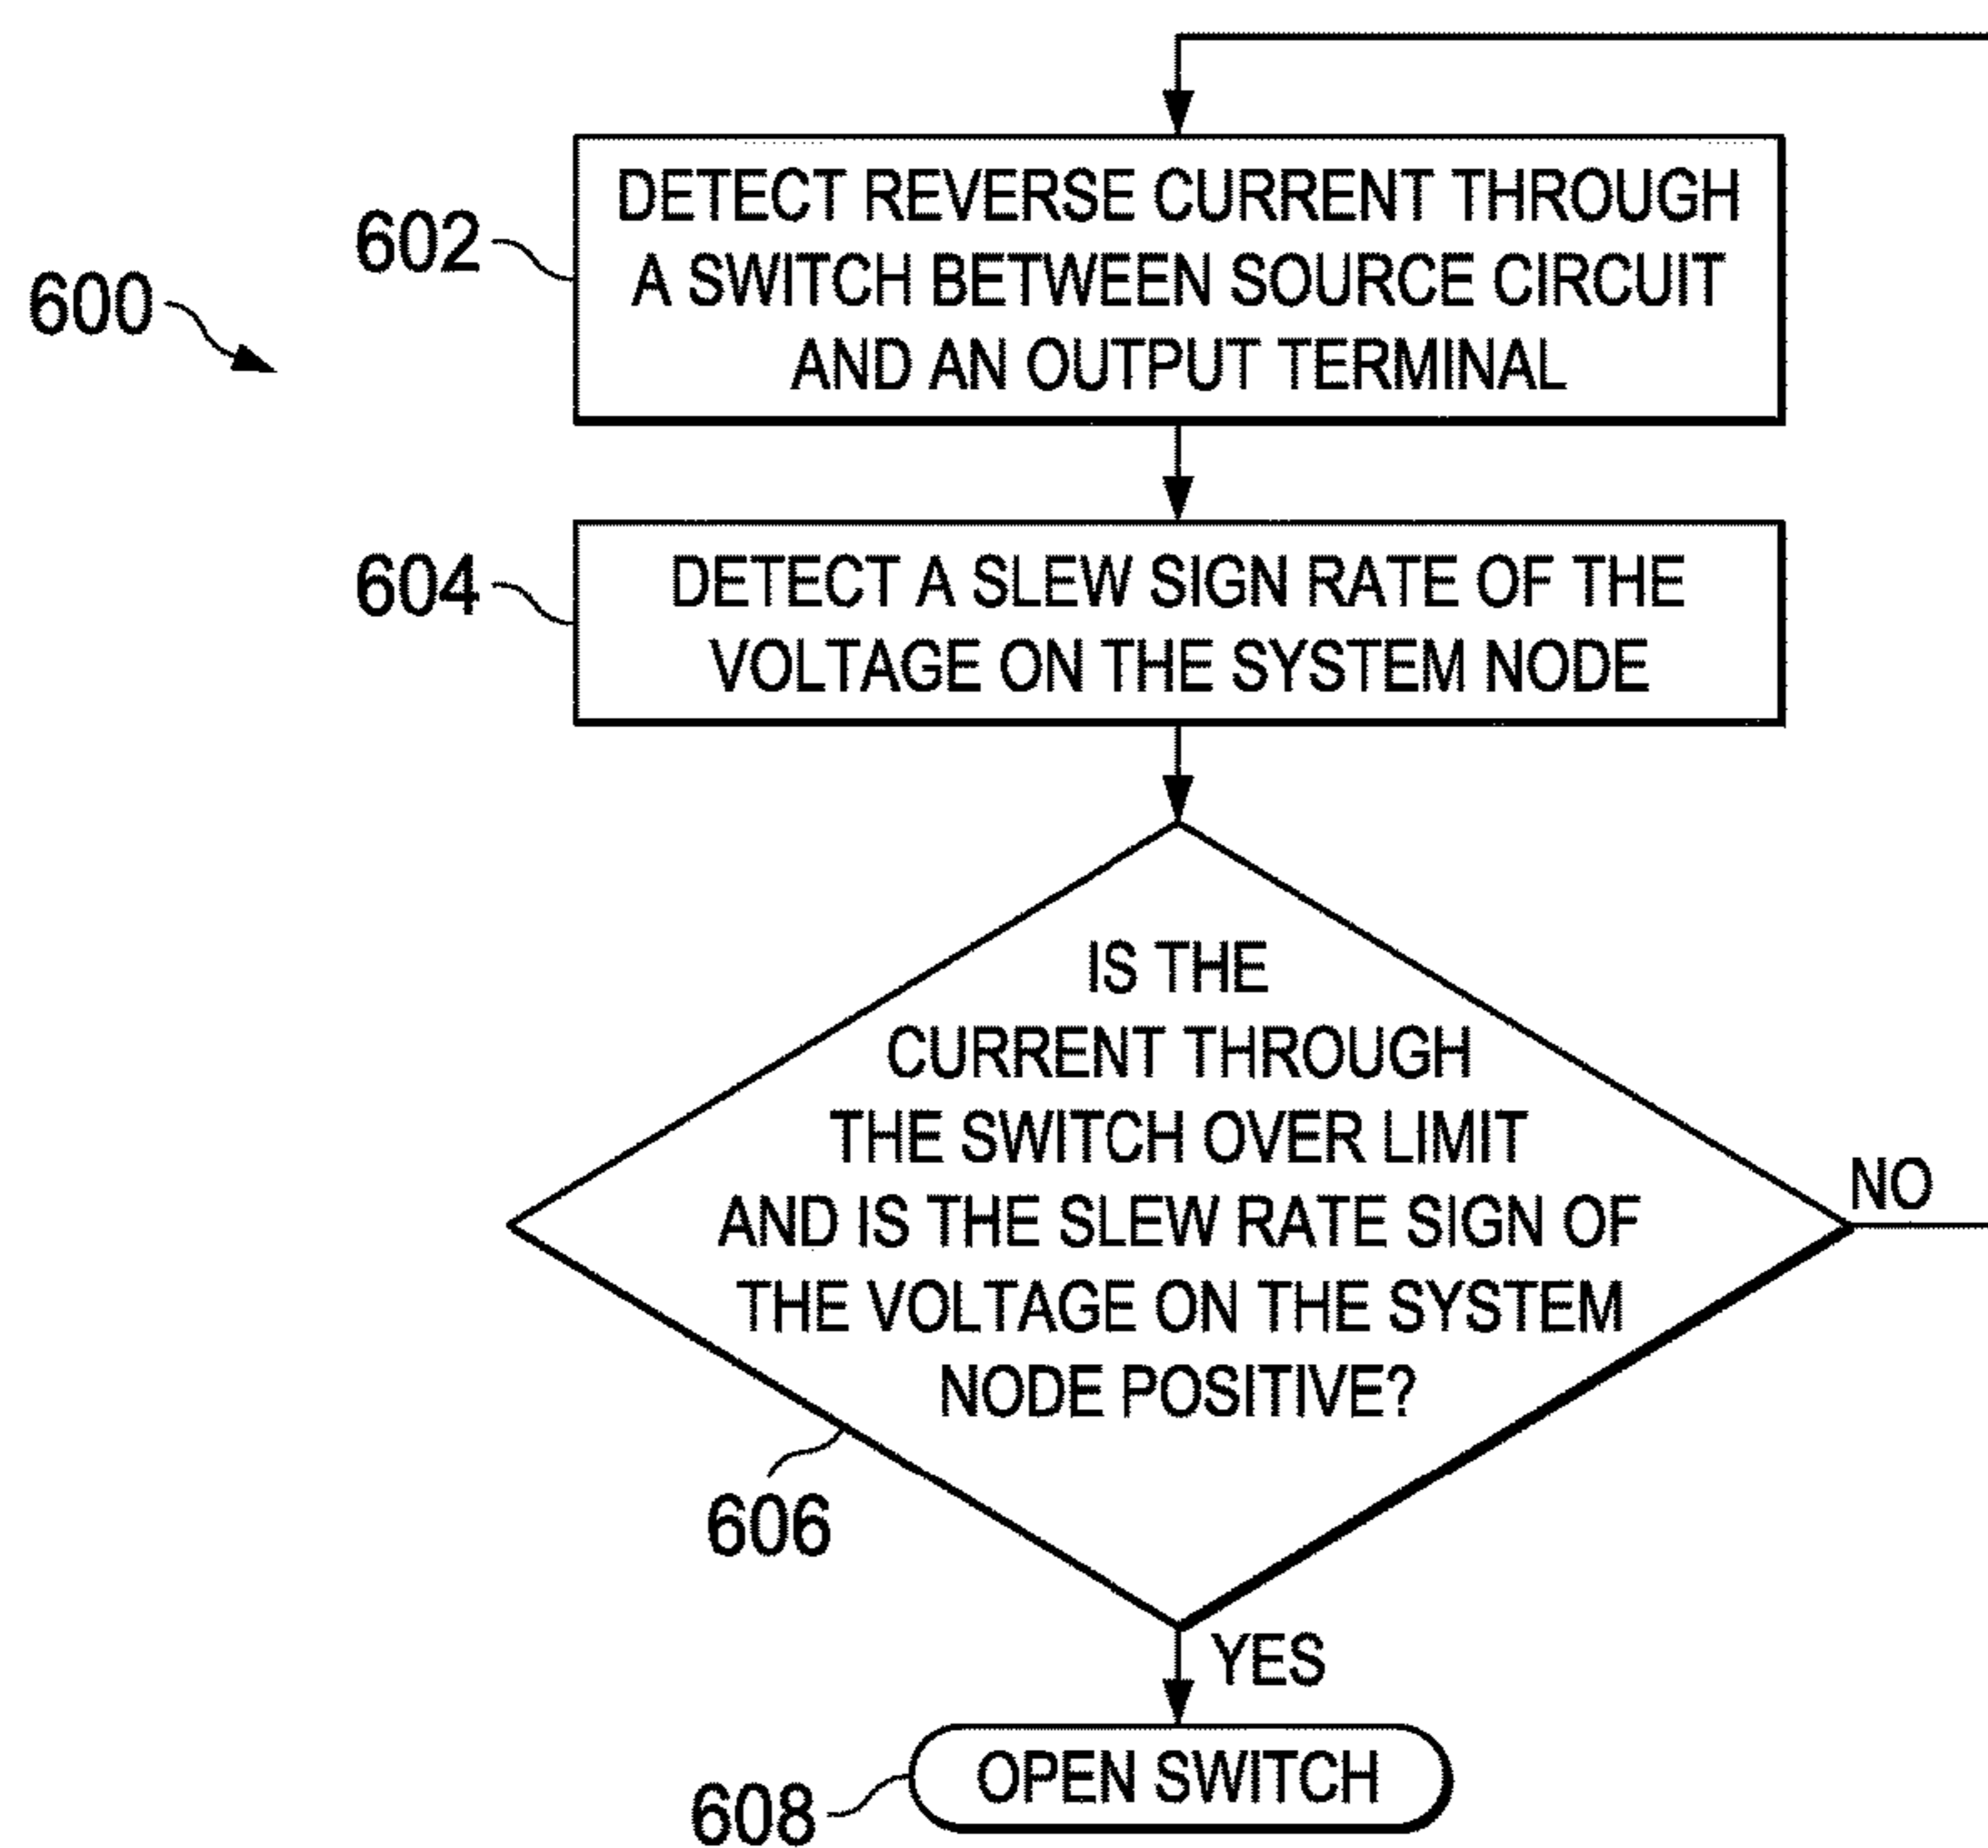 600
602
DETECT REVERSE CURRENT THROUGH
A SWITCH BETWEEN SOURCE CIRCUIT
AND AN OUTPUT TERMINAL
604
DETECT A SLEW SIGN RATE OF THE
VOLTAGE ON THE SYSTEM NODE
IS THE
CURRENT THROUGH
THE SWITCH OVER LIMIT
AND IS THE SLEW RATE SIGN OF
THE VOLTAGE ON THE SYSTEM
NODE POSITIVE?
NO
606
YES
608
OPEN SWITCH